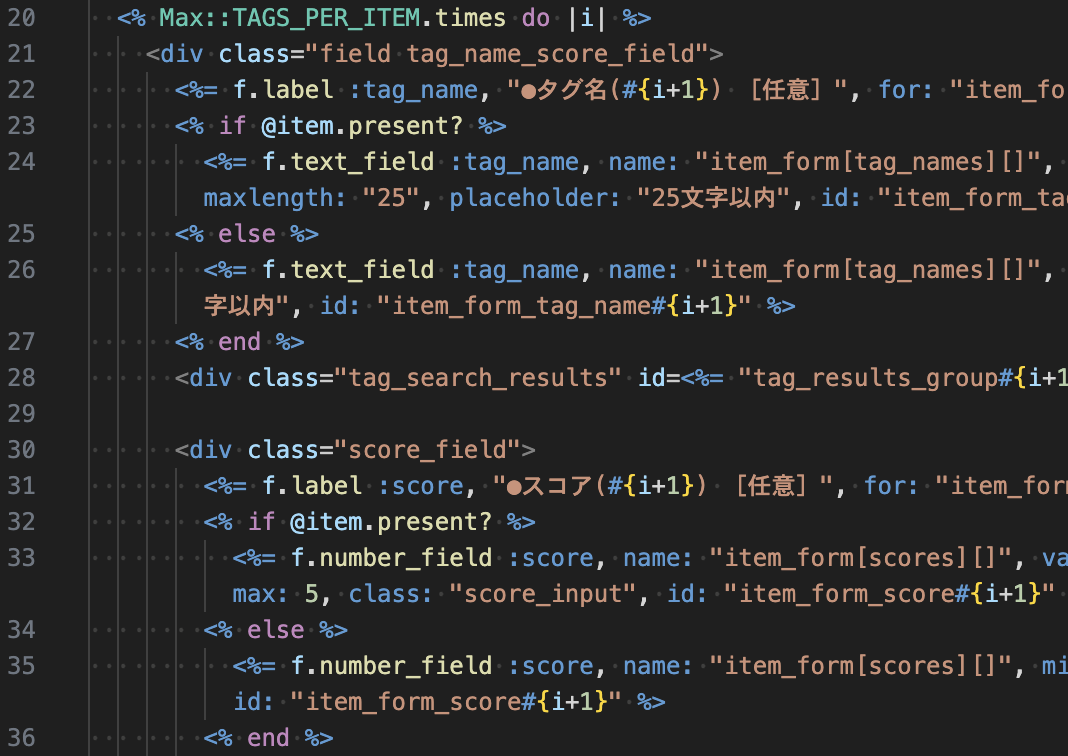 20 <% Max::TAGS_PER_ITEM.times do |i| %>
21 <div class="field tag_name_score_field">
22 <%= f.label :tag_name, "●タグ名(#{i+1}) [任意] ", for: "item_fo
23 <% if @item.present? %>
24 <%= f.text_field :tag_name, name: "item_form[tag_names][]",
maxlength: "25", placeholder: "25文字以内", id: "item_form_ta
25 <% else %>
26 <%= f.text_field :tag_name, name: "item_form[tag_names][]",
字以内", id: "item_form_tag_name#{i+1}" %>
27 <% end %>
28 <div class="tag_search_results" id=<%= "tag_results_group#{i+1
29
30 <div class="score_field">
31 <%= f.label :score, "●スコア(#{i+1}) [任意] ", for: "item_for
32 <% if @item.present? %>
33 <%= f.number_field :score, name: "item_form[scores][]", va
max: 5, class: "score_input", id: "item_form_score#{i+1}"
34 <% else %>
35 <%= f.number_field :score, name: "item_form[scores][]", mi
id: "item_form_score#{i+1}" %>
36 <% end %>